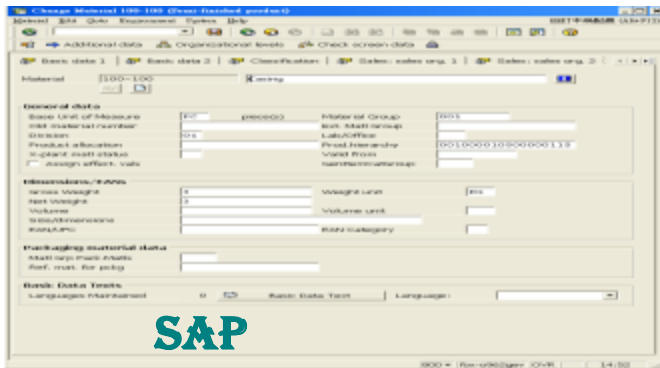 Change Material 100-100 (Semi-finished product)
Material Edit Goto Environment System Help
Additional data Organizational levels Check screen data
Basic data 1 Basic data 2 Classification Sales: sales org. 1 Sales: sales org. 2
Material 100-100 Casing
General data
Base Unit of Measure PC piece(s) Material Group 001
Old material number Ext. Matl Group
Division 01 Lab/Office
Product allocation Prod.hierarchy
X-plant matl status Valid from
Assign effect. vals GenItemCatGroup
Dimensions/EANs
Gross Weight Weight unit KG
Net Weight
Volume Volume unit
Size/dimensions
EAN/UPC EAN Category
Packaging material data
Matl Grp Pack.Matls
Ref. mat. for pckg
Basic Data Texts
Languages Maintained 0 Basic Data Text Language:
SAP
OVR 14:52